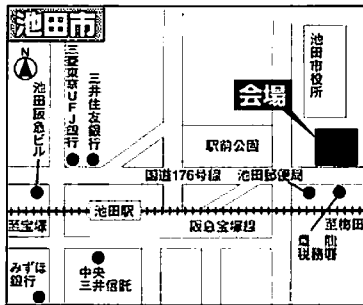 池田市
N
池田阪急ビル
三菱東京UFJ銀行
三井住友銀行
池田市役所
会場
駅前公園
国道176号線
池田郵便局
池田駅
至宝塚
阪急宝塚線
税務署
至梅田
みずほ
銀行
中央
三井信託